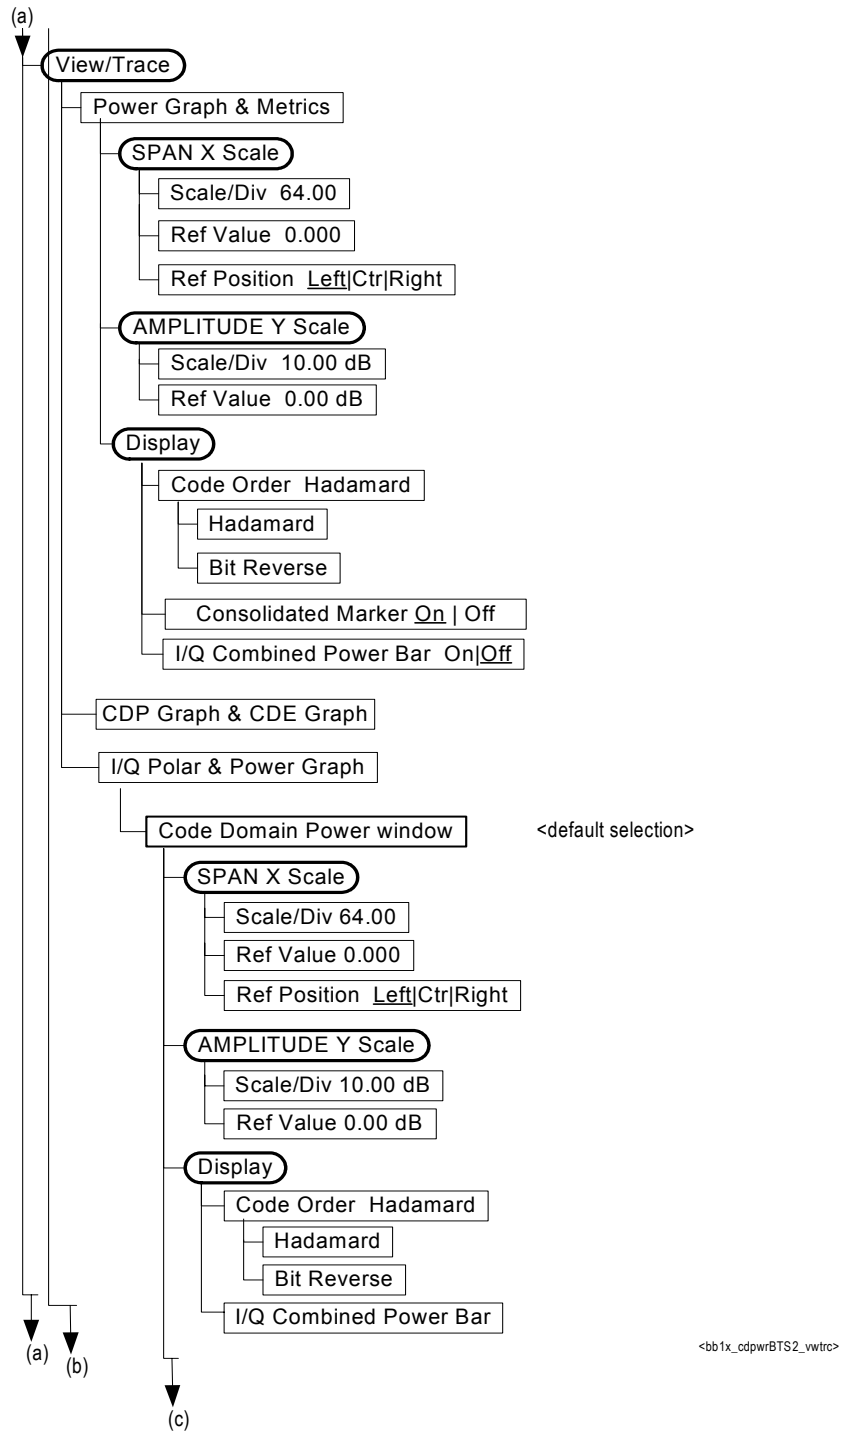 (a)
View/Trace
Power Graph & Metrics
SPAN X Scale
Scale/Div 64.00
Ref Value 0.000
Ref Position Left|Ctr|Right
AMPLITUDE Y Scale
Scale/Div 10.00 dB
Ref Value 0.00 dB
Display
Code Order Hadamard
Hadamard
Bit Reverse
Consolidated Marker On | Off
I/Q Combined Power Bar On|Off
CDP Graph & CDE Graph
I/Q Polar & Power Graph
Code Domain Power window <default selection>
SPAN X Scale
Scale/Div 64.00
Ref Value 0.000
Ref Position Left|Ctr|Right
AMPLITUDE Y Scale
Scale/Div 10.00 dB
Ref Value 0.00 dB
Display
Code Order Hadamard
Hadamard
Bit Reverse
I/Q Combined Power Bar
(a)
(b)
<bb1x_cdpwrBTS2_vwtrc>
(c)